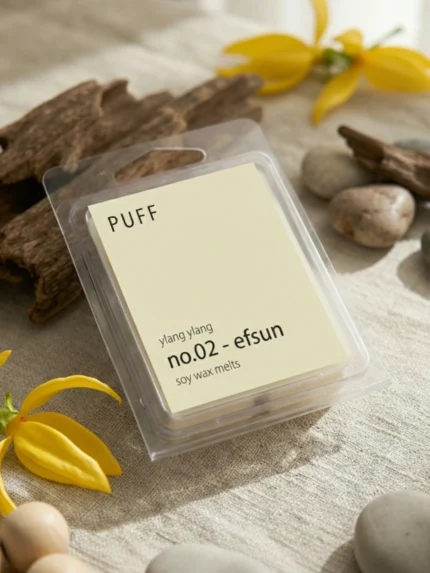 PUFF
ylang ylang
no.02 - efsun
soy wax melts